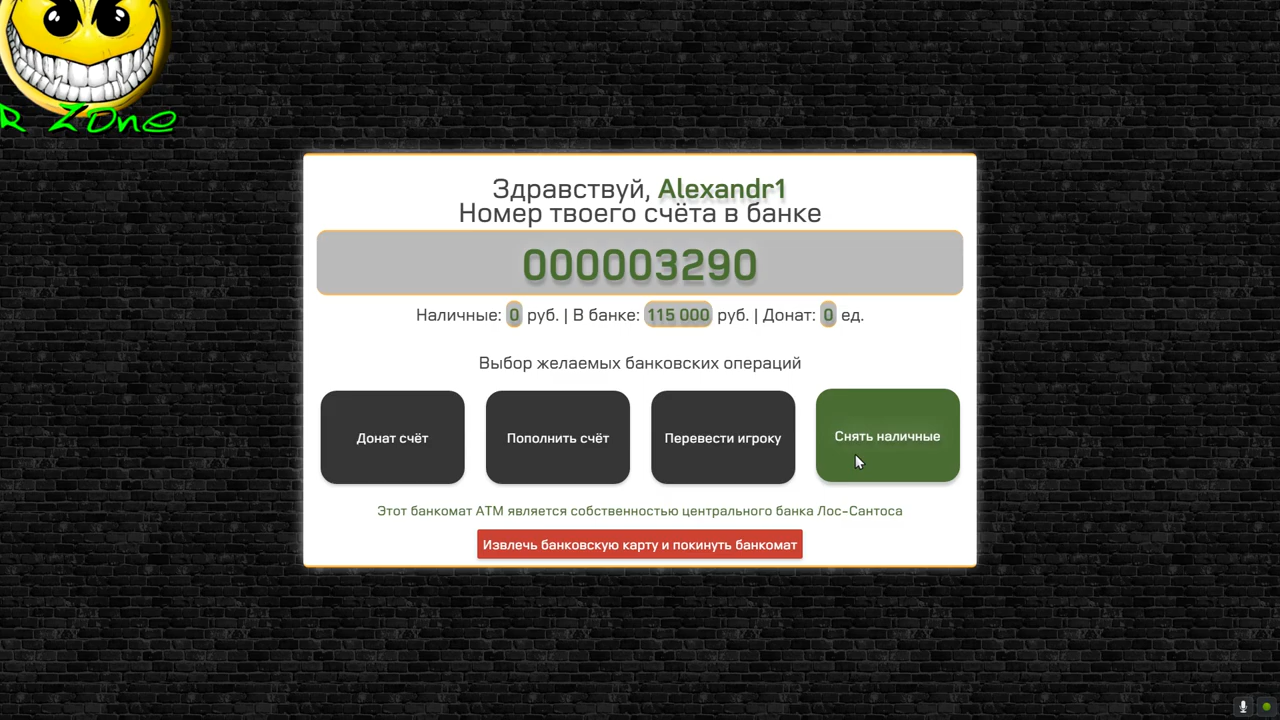 R Zone
Здравствуй, Alexandr1
Номер твоего счёта в банке
000003290
Наличные: 0 руб. | В банке: 115 000 руб. | Донат: 0 ед.
Выбор желаемых банковских операций
Донат счёт
Пополнить счёт
Перевести игроку
Снять наличные
Этот банкомат ATM является собственностью центрального банка Лос-Сантоса
Извлечь банковскую карту и покинуть банкомат